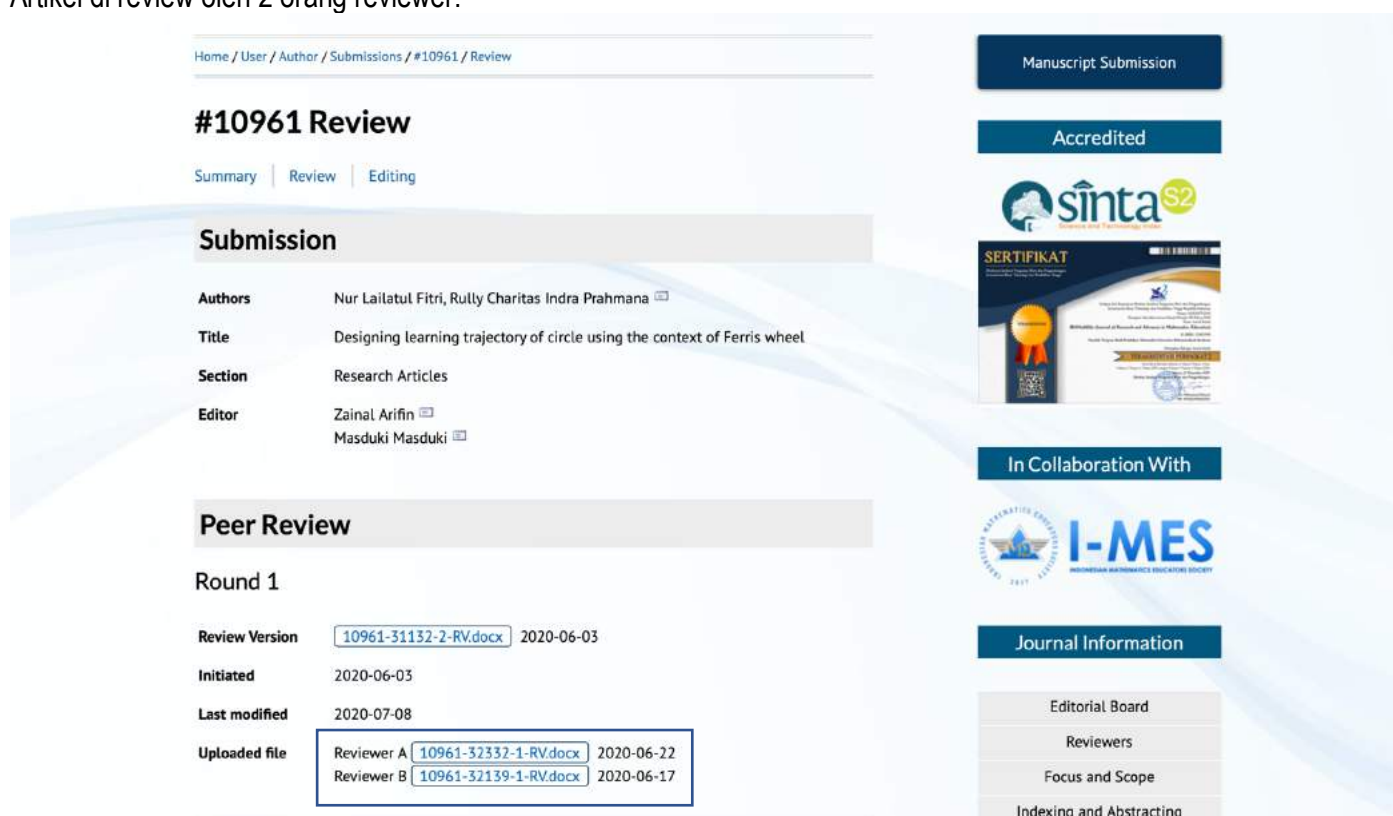 Artikel di review oleh 2 orang reviewer.
Home / User / Author / Submissions / #10961 / Review
#10961 Review
Summary Review Editing
Submission
Authors Nur Lailatul Fitri, Rully Charitas Indra Prahmana
Title Designing learning trajectory of circle using the context of Ferris wheel
Section Research Articles
Editor Zainal Arifin
Masduki Masduki
Peer Review
Round 1
Review Version 10961-31132-2-RV.docx 2020-06-03
Initiated 2020-06-03
Last modified 2020-07-08
Uploaded file Reviewer A 10961-32332-1-RV.docx 2020-06-22
Reviewer B 10961-32139-1-RV.docx 2020-06-17
Manuscript Submission
Accredited
sinta S2
Science and Technology Index
SERTIFIKAT
In Collaboration With
I-MES
INDONESIAN MATHEMATICS EDUCATORS SOCIETY
Journal Information
Editorial Board
Reviewers
Focus and Scope
Indexing and Abstracting